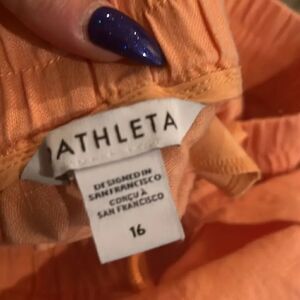 ATHLETA
DESIGNED IN
SAN FRANCISCO
CONÇU À
SAN FRANCISCO
16